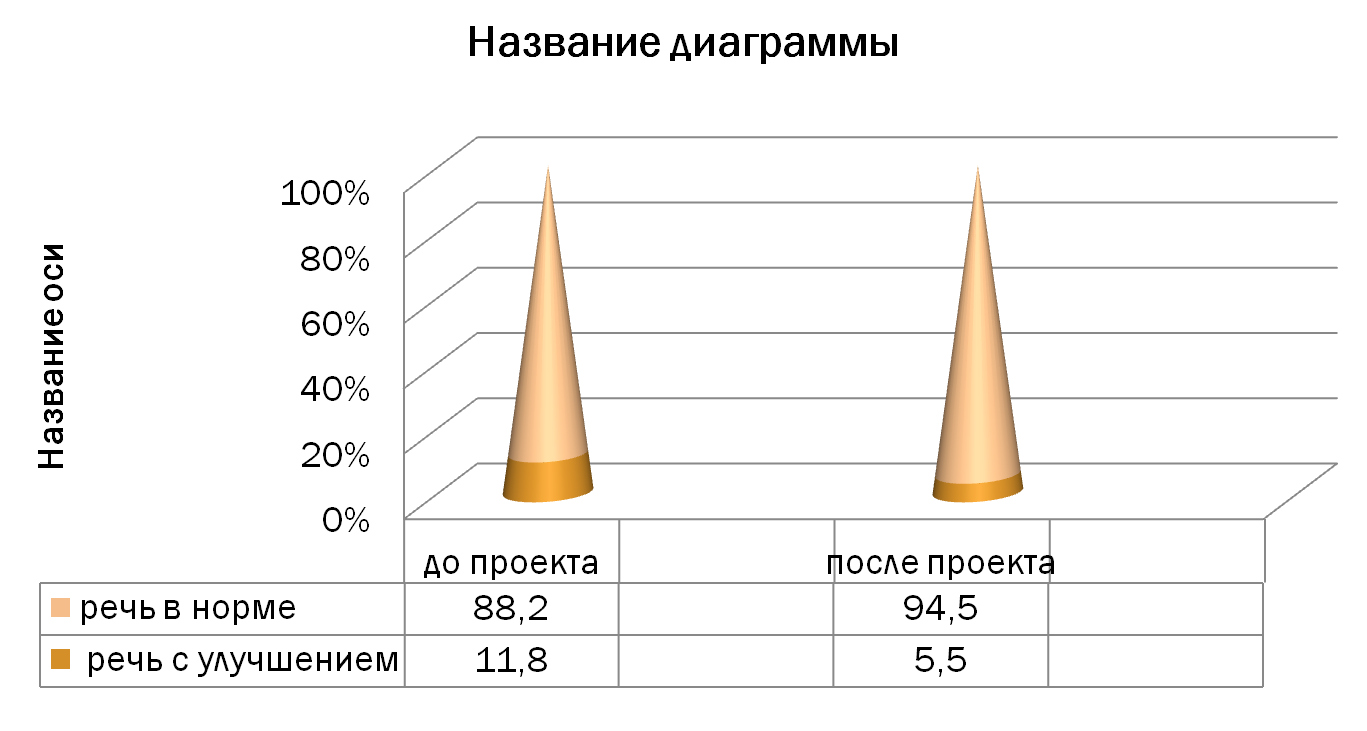 Название диаграммы
Название оси
100%
80%
60%
40%
20%
0%
до проекта после проекта
речь в норме 88,2 94,5
речь с улучшением 11,8 5,5